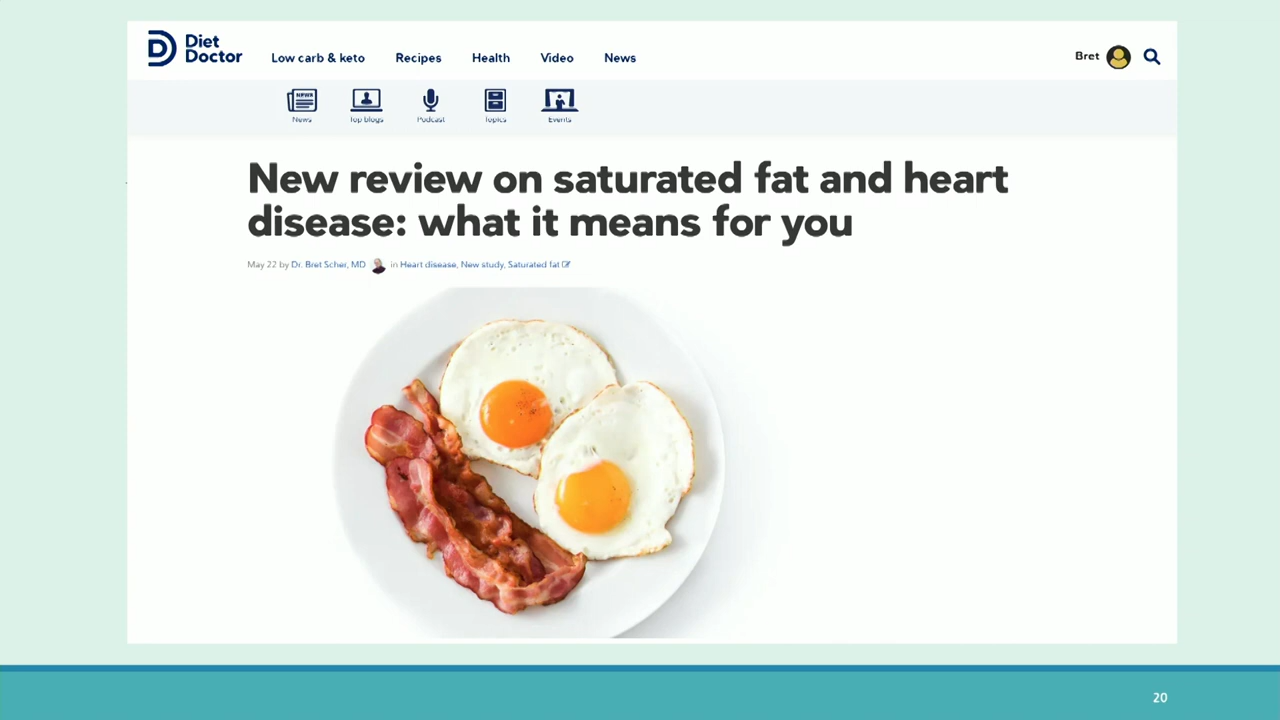 Diet
Doctor
Low carb & keto Recipes Health Video News
Bret
NEWS
News Top blogs Podcast Topics Events
New review on saturated fat and heart
disease: what it means for you
May 22 by Dr. Bret Scher, MD in Heart disease, New study, Saturated fat
20